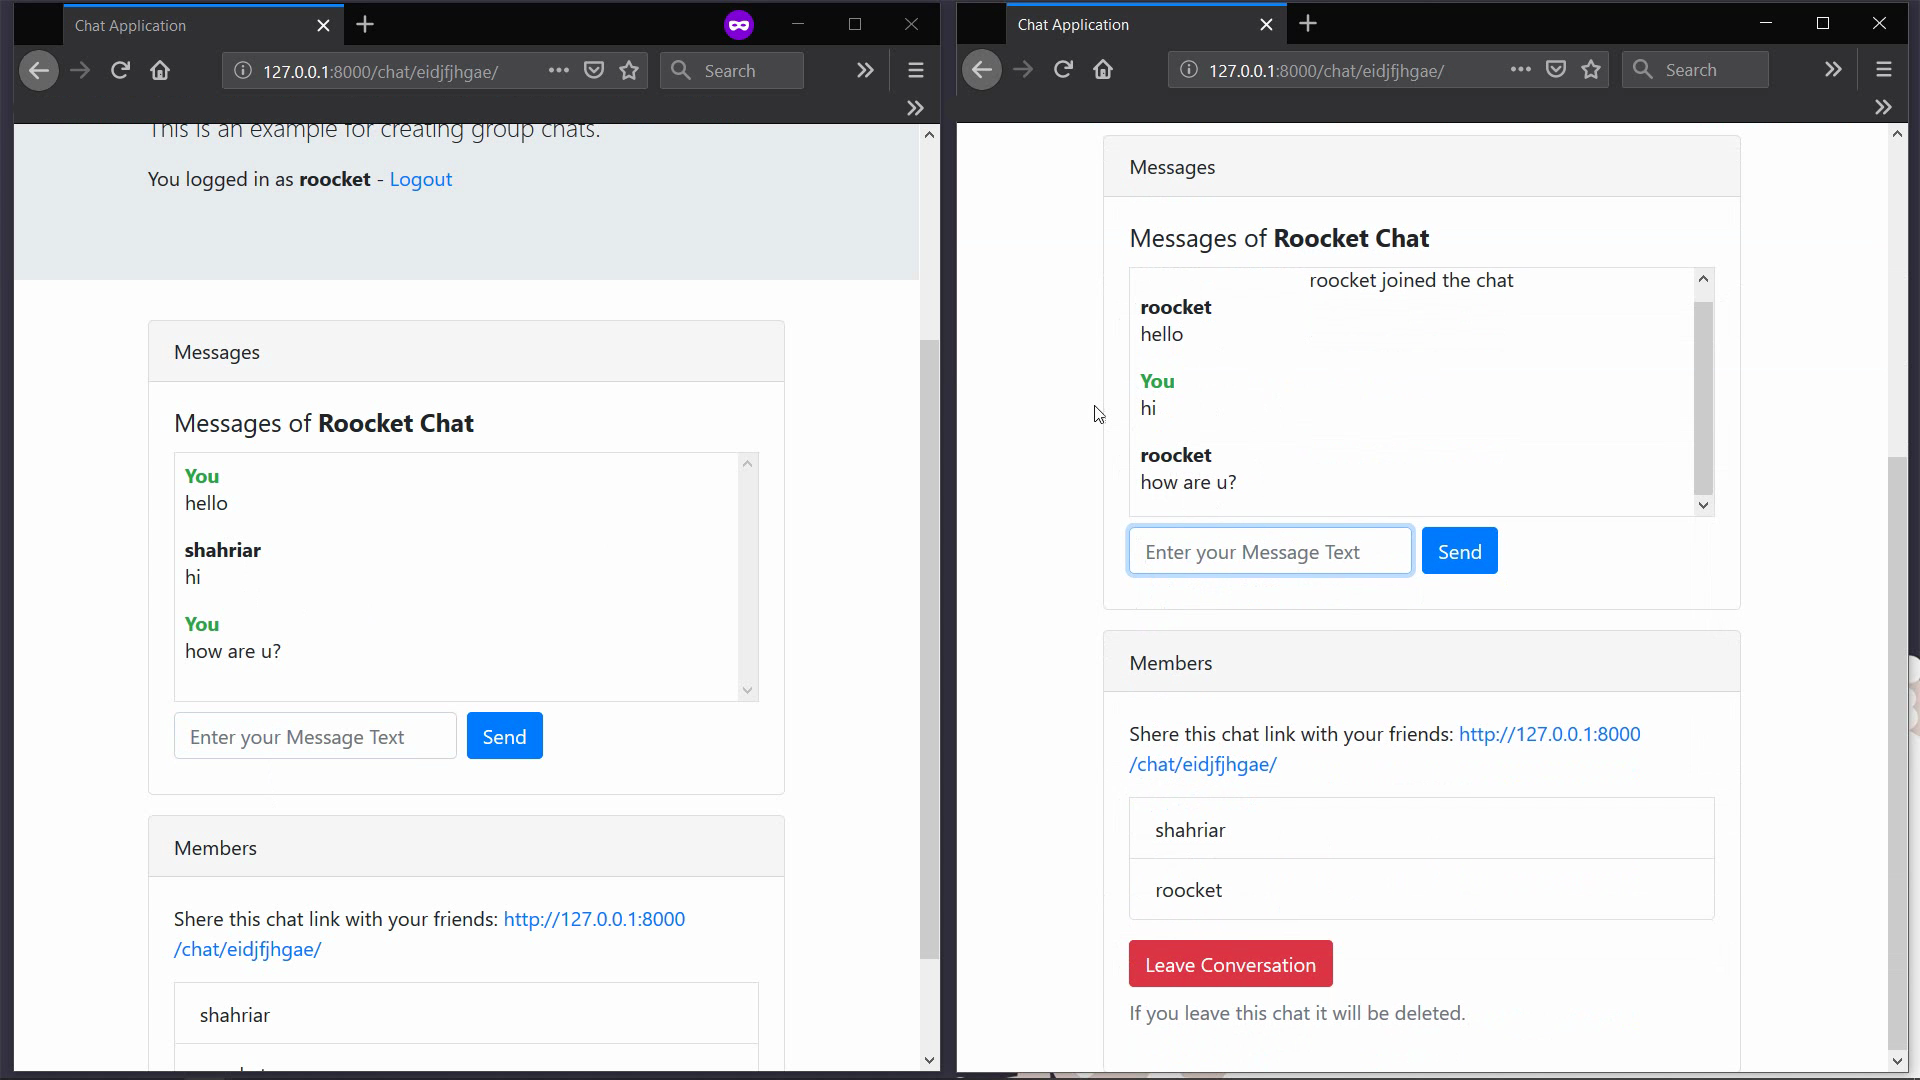 Chat Application
127.0.0.1:8000/chat/eidjfjhgae/
Search
This is an example for creating group chats.
You logged in as roocket - Logout
Messages
Messages of Roocket Chat
You
hello
shahriar
hi
You
how are u?
Enter your Message Text
Send
Members
Shere this chat link with your friends: http://127.0.0.1:8000
/chat/eidjfjhgae/
shahriar
Chat Application
127.0.0.1:8000/chat/eidjfjhgae/
Search
Messages
Messages of Roocket Chat
roocket joined the chat
roocket
hello
You
hi
roocket
how are u?
Enter your Message Text
Send
Members
Shere this chat link with your friends: http://127.0.0.1:8000
/chat/eidjfjhgae/
shahriar
roocket
Leave Conversation
If you leave this chat it will be deleted.